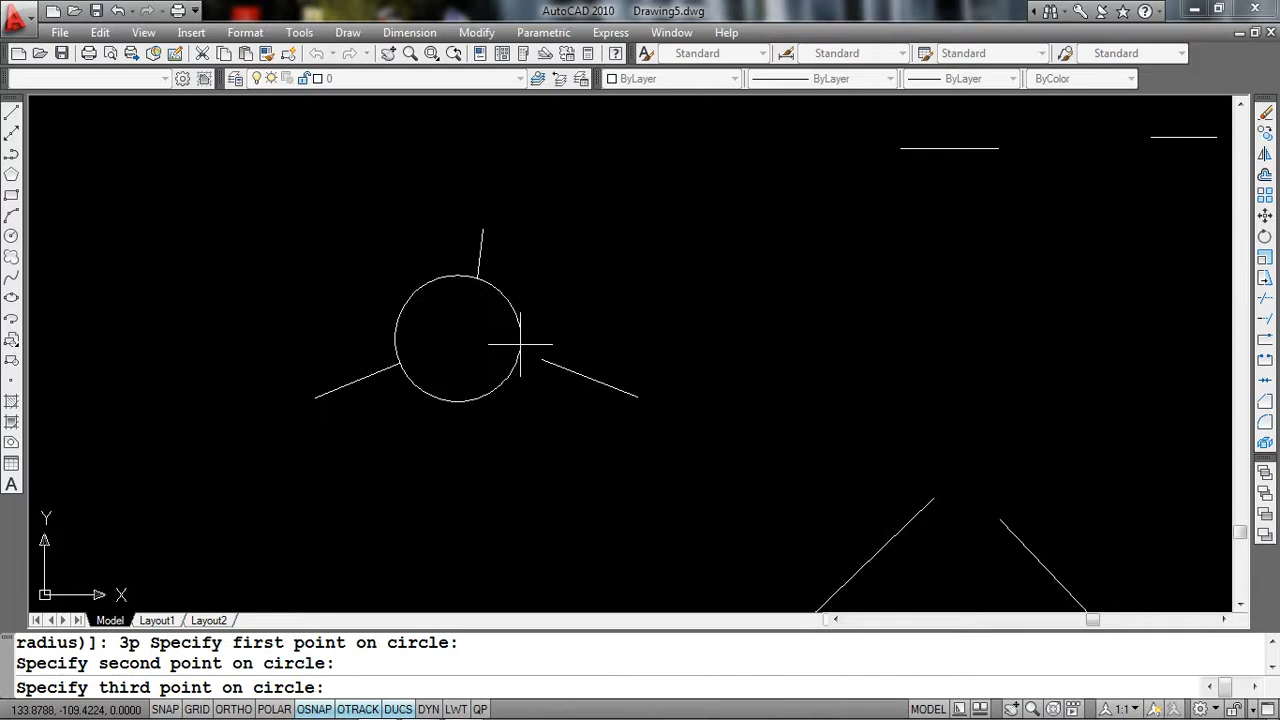 AutoCAD 2010 Drawing5.dwg
File Edit View Insert Format Tools Draw Dimension Modify Parametric Express Window Help
Standard Standard Standard Standard
0 ByLayer ByLayer ByLayer ByColor
Y
X
Model Layout1 Layout2
radius)]: 3p Specify first point on circle:
Specify second point on circle:
Specify third point on circle:
133.8788, -109.4224, 0.0000 SNAP GRID ORTHO POLAR OSNAP OTRACK DUCS DYN LWT QP MODEL 1:1